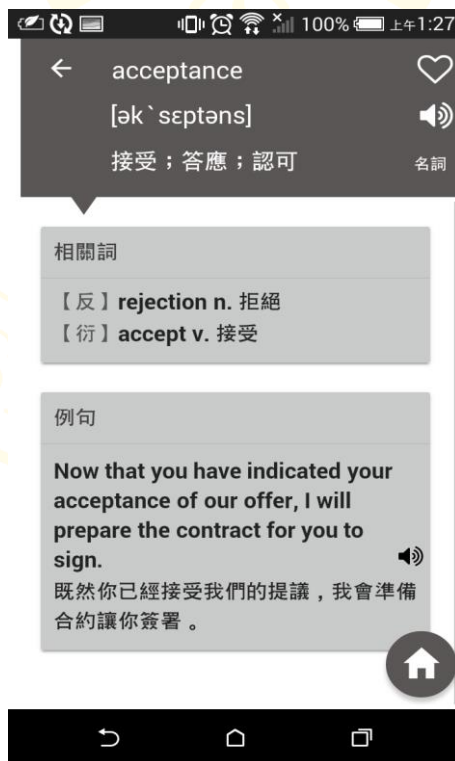 100% 上午1:27
acceptance
[ək`sɛptəns]
接受；答應；認可 名詞
相關詞
【反】rejection n. 拒絕
【衍】accept v. 接受
例句
Now that you have indicated your
acceptance of our offer, I will
prepare the contract for you to
sign.
既然你已經接受我們的提議，我會準備
合約讓你簽署。